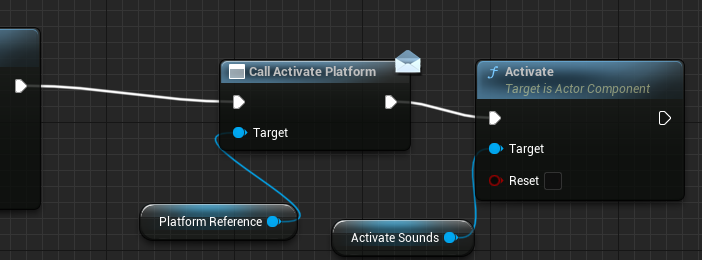 Call Activate Platform
Target
Platform Reference
Activate
Target is Actor Component
Target
Reset
Activate Sounds